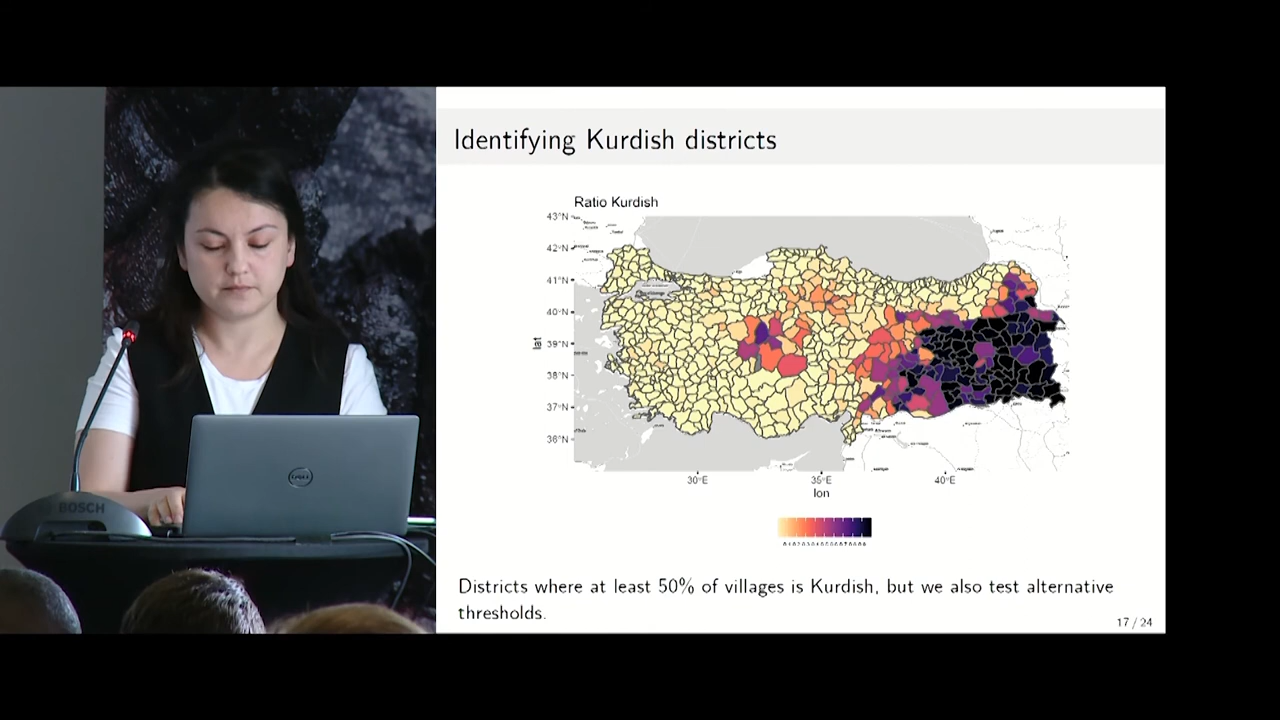 Identifying Kurdish districts
Ratio Kurdish
43°N
42°N
41°N
40°N
39°N
38°N
37°N
36°N
lat
30°E
35°E
40°E
lon
Districts where at least 50% of villages is Kurdish, but we also test alternative
thresholds.
17 / 24
DELL
BOSCH